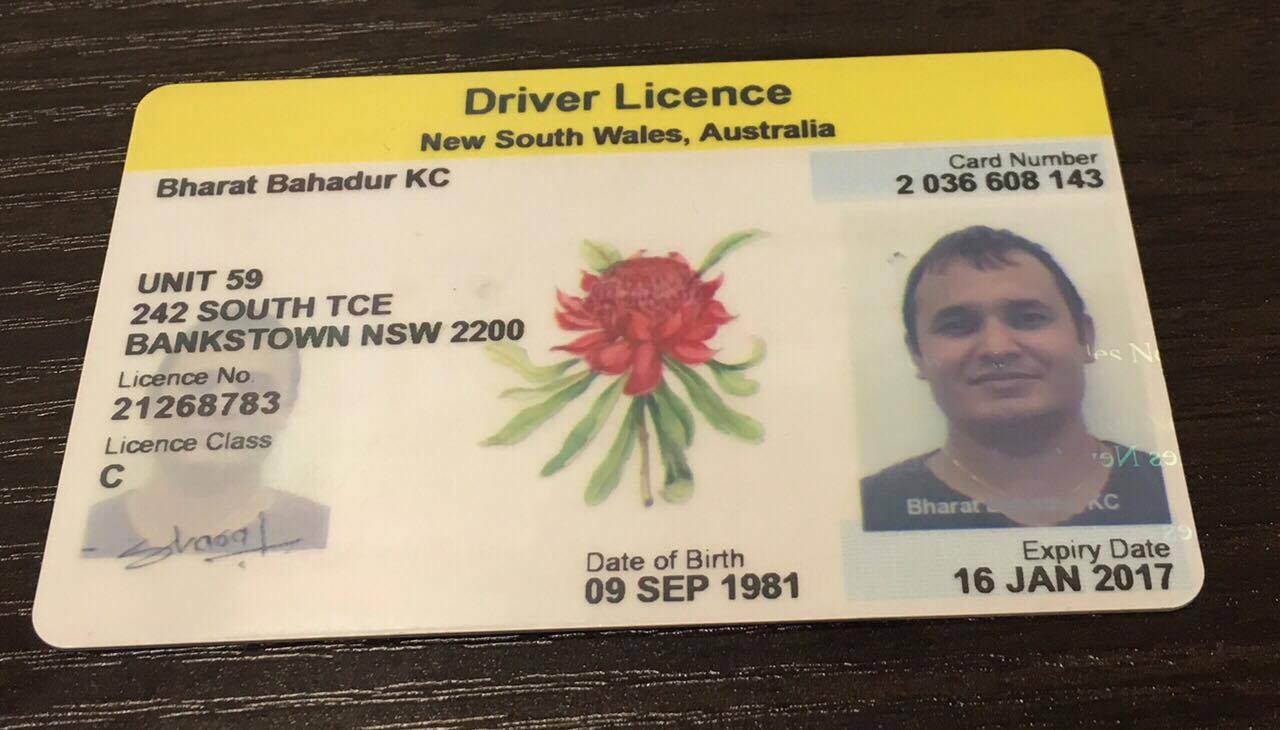 Driver Licence
New South Wales, Australia
Bharat Bahadur KC
Card Number
2 036 608 143
UNIT 59
242 SOUTH TCE
BANKSTOWN NSW 2200
Licence No.
21268783
Licence Class
C
Bharat KC
Date of Birth
09 SEP 1981
Expiry Date
16 JAN 2017